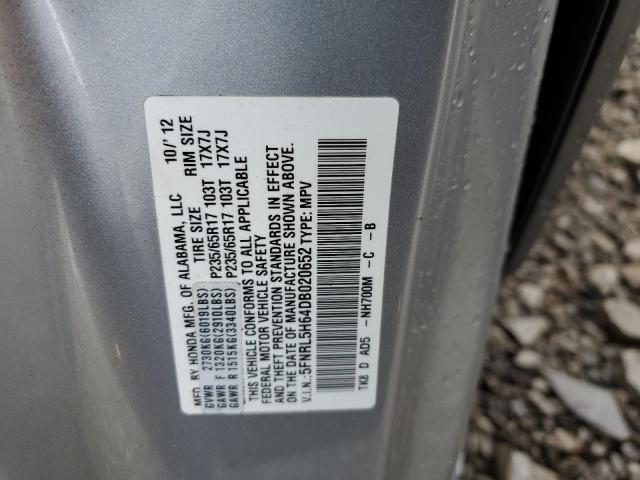 MFD. BY HONDA MFG. OF ALABAMA, LLC 10/'12
TIRE SIZE RIM SIZE
GVWR 2730KG(6019LBS)
GAWR F 1320KG(2910LBS) P235/65R17 103T 17X7J
GAWR R 1515KG(3340LBS) P235/65R17 103T 17X7J
THIS VEHICLE CONFORMS TO ALL APPLICABLE
FEDERAL MOTOR VEHICLE SAFETY
AND THEFT PREVENTION STANDARDS IN EFFECT
ON THE DATE OF MANUFACTURE SHOWN ABOVE.
V.I.N.: 5FNRL5H64DB020652 TYPE: MPV
TK8 D AD5 -NH700M -C -B